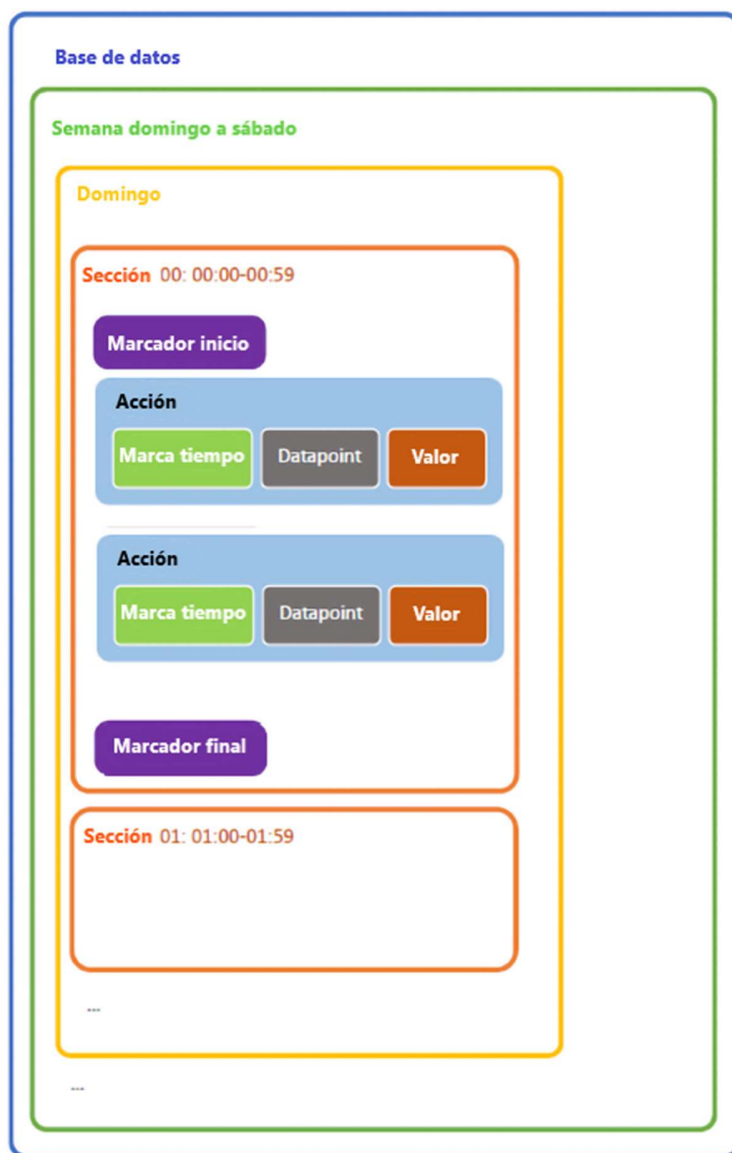 Base de datos
Semana domingo a sábado
Domingo
Sección 00: 00:00-00:59
Marcador inicio
Acción
Marca tiempo Datapoint Valor
Acción
Marca tiempo Datapoint Valor
Marcador final
Sección 01: 01:00-01:59
...
...